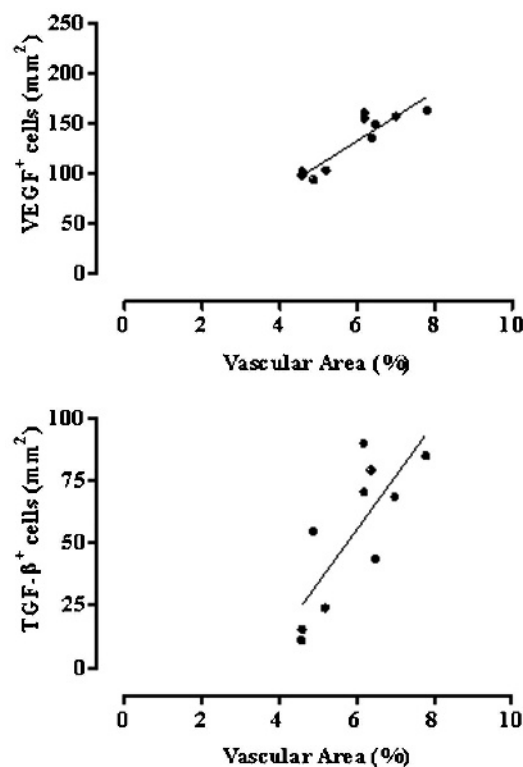 250
200
150
100
50
0
VEGF⁺ cells (mm²)
0 2 4 6 8 10
Vascular Area (%)
100
75
50
25
0
TGF-β⁺ cells (mm²)
0 2 4 6 8 10
Vascular Area (%)